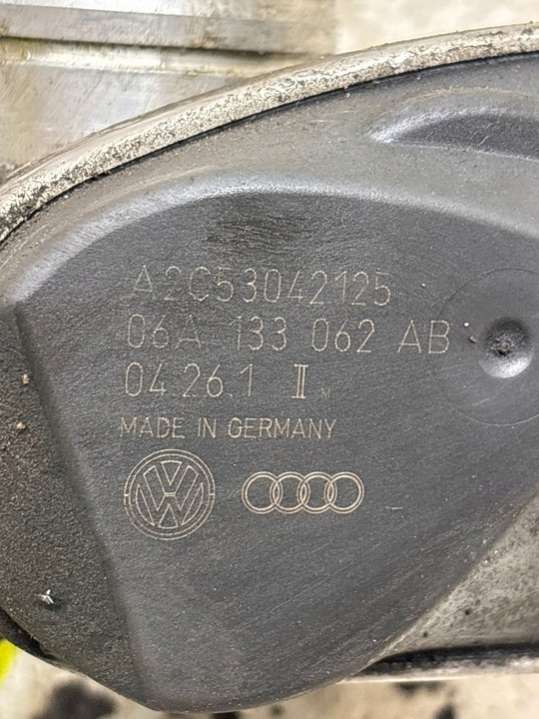 A2C53042125
06A 133 062 AB
04.26.1 II
MADE IN GERMANY